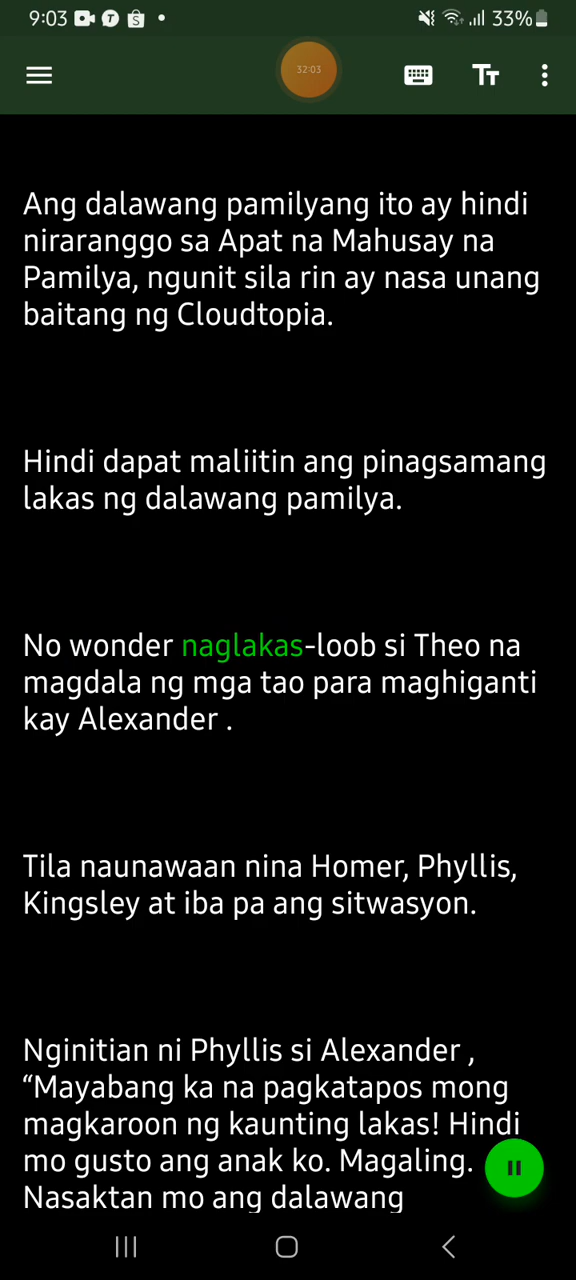 9:03
33%
32:03
Ang dalawang pamilyang ito ay hindi
niraranggo sa Apat na Mahusay na
Pamilya, ngunit sila rin ay nasa unang
baitang ng Cloudtopia.
Hindi dapat maliitin ang pinagsamang
lakas ng dalawang pamilya.
No wonder naglakas-loob si Theo na
magdala ng mga tao para maghiganti
kay Alexander .
Tila naunawaan nina Homer, Phyllis,
Kingsley at iba pa ang sitwasyon.
Nginitian ni Phyllis si Alexander ,
“Mayabang ka na pagkatapos mong
magkaroon ng kaunting lakas! Hindi
mo gusto ang anak ko. Magaling.
Nasaktan mo ang dalawang